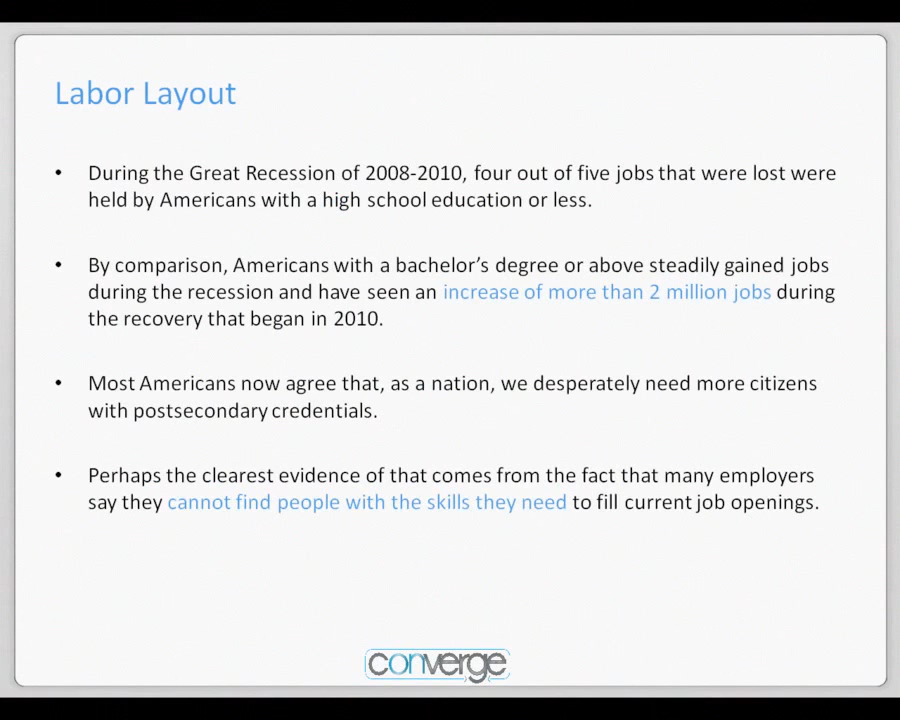 Labor Layout
• During the Great Recession of 2008-2010, four out of five jobs that were lost were
held by Americans with a high school education or less.
• By comparison, Americans with a bachelor’s degree or above steadily gained jobs
during the recession and have seen an increase of more than 2 million jobs during
the recovery that began in 2010.
• Most Americans now agree that, as a nation, we desperately need more citizens
with postsecondary credentials.
• Perhaps the clearest evidence of that comes from the fact that many employers
say they cannot find people with the skills they need to fill current job openings.
converge